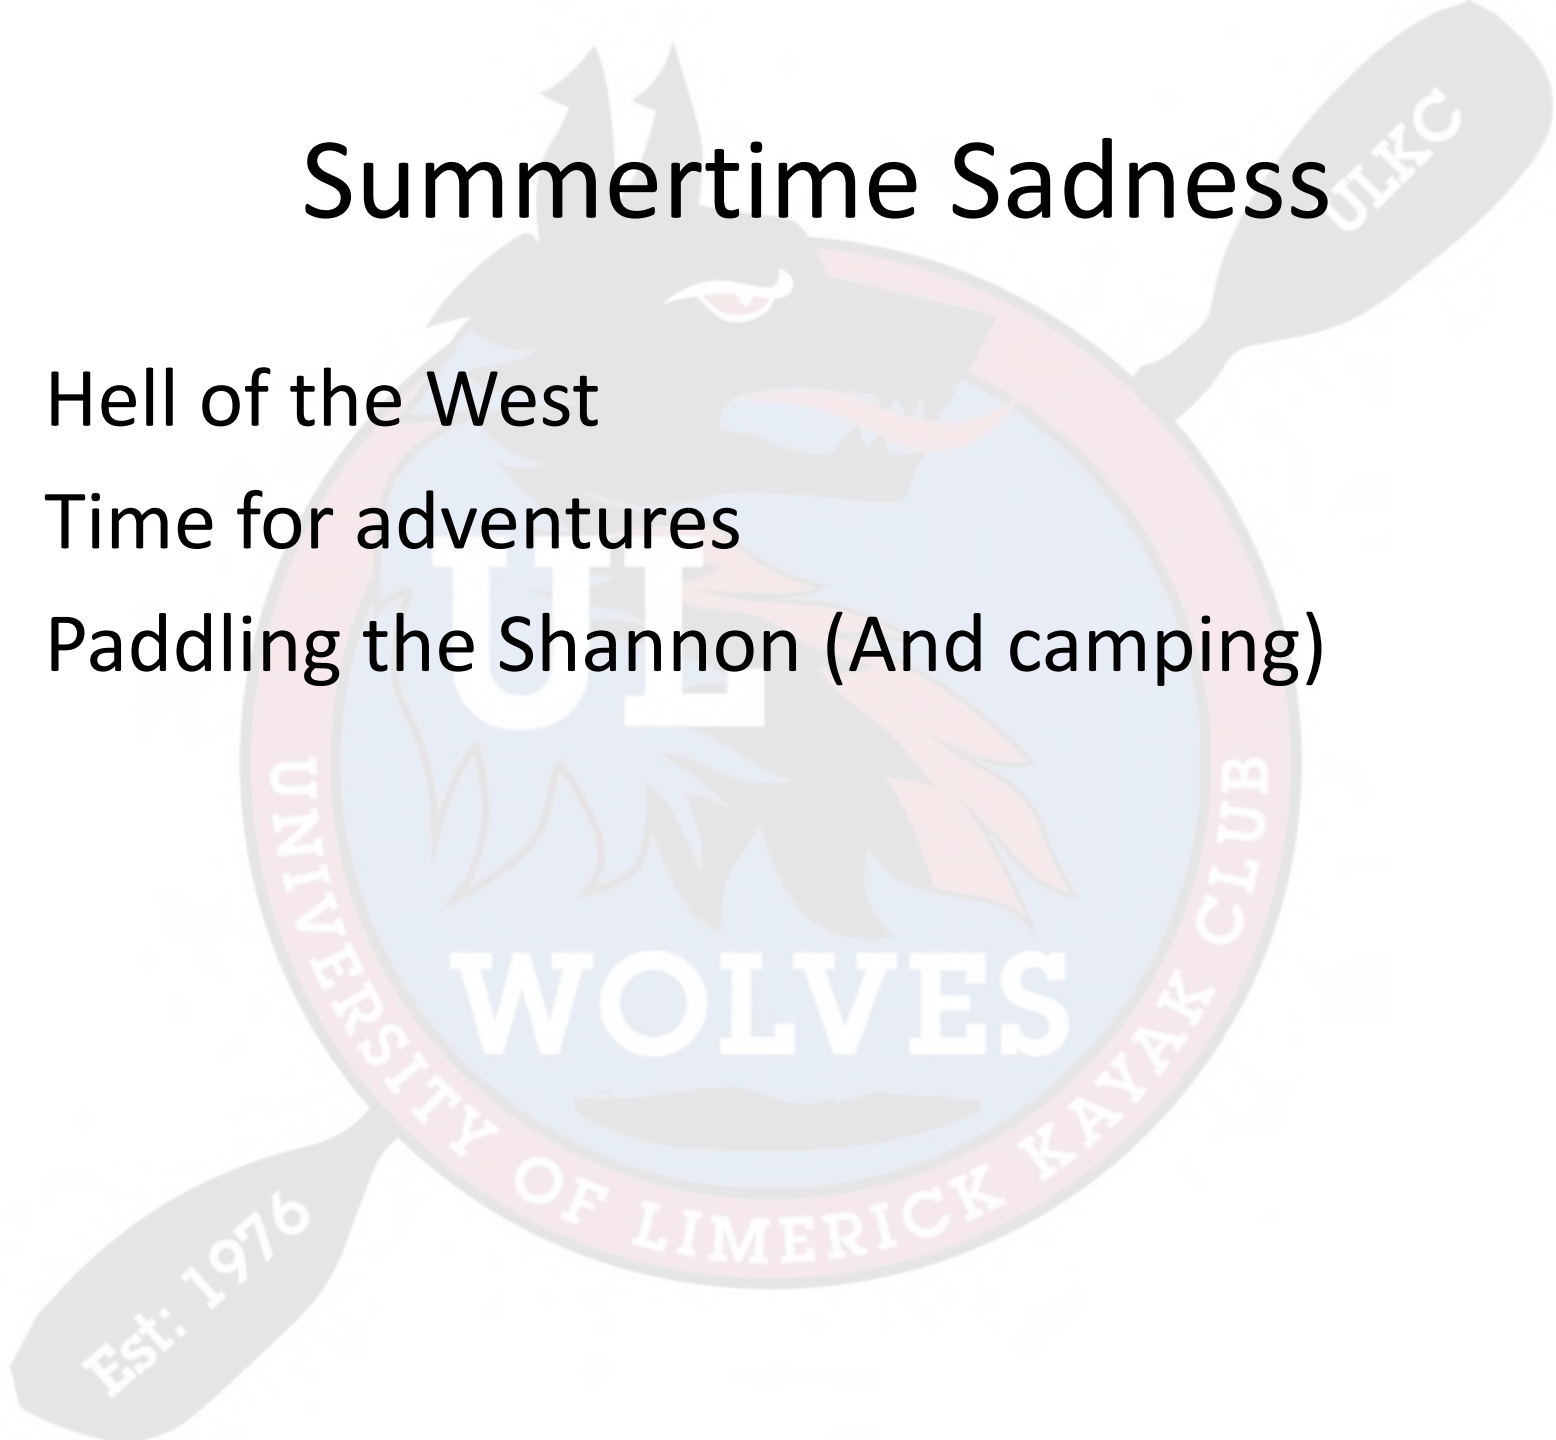 Summertime Sadness
Hell of the West
Time for adventures
Paddling the Shannon (And camping)
ULKC
UL
WOLVES
UNIVERSITY OF LIMERICK KAYAK CLUB
Est: 1976